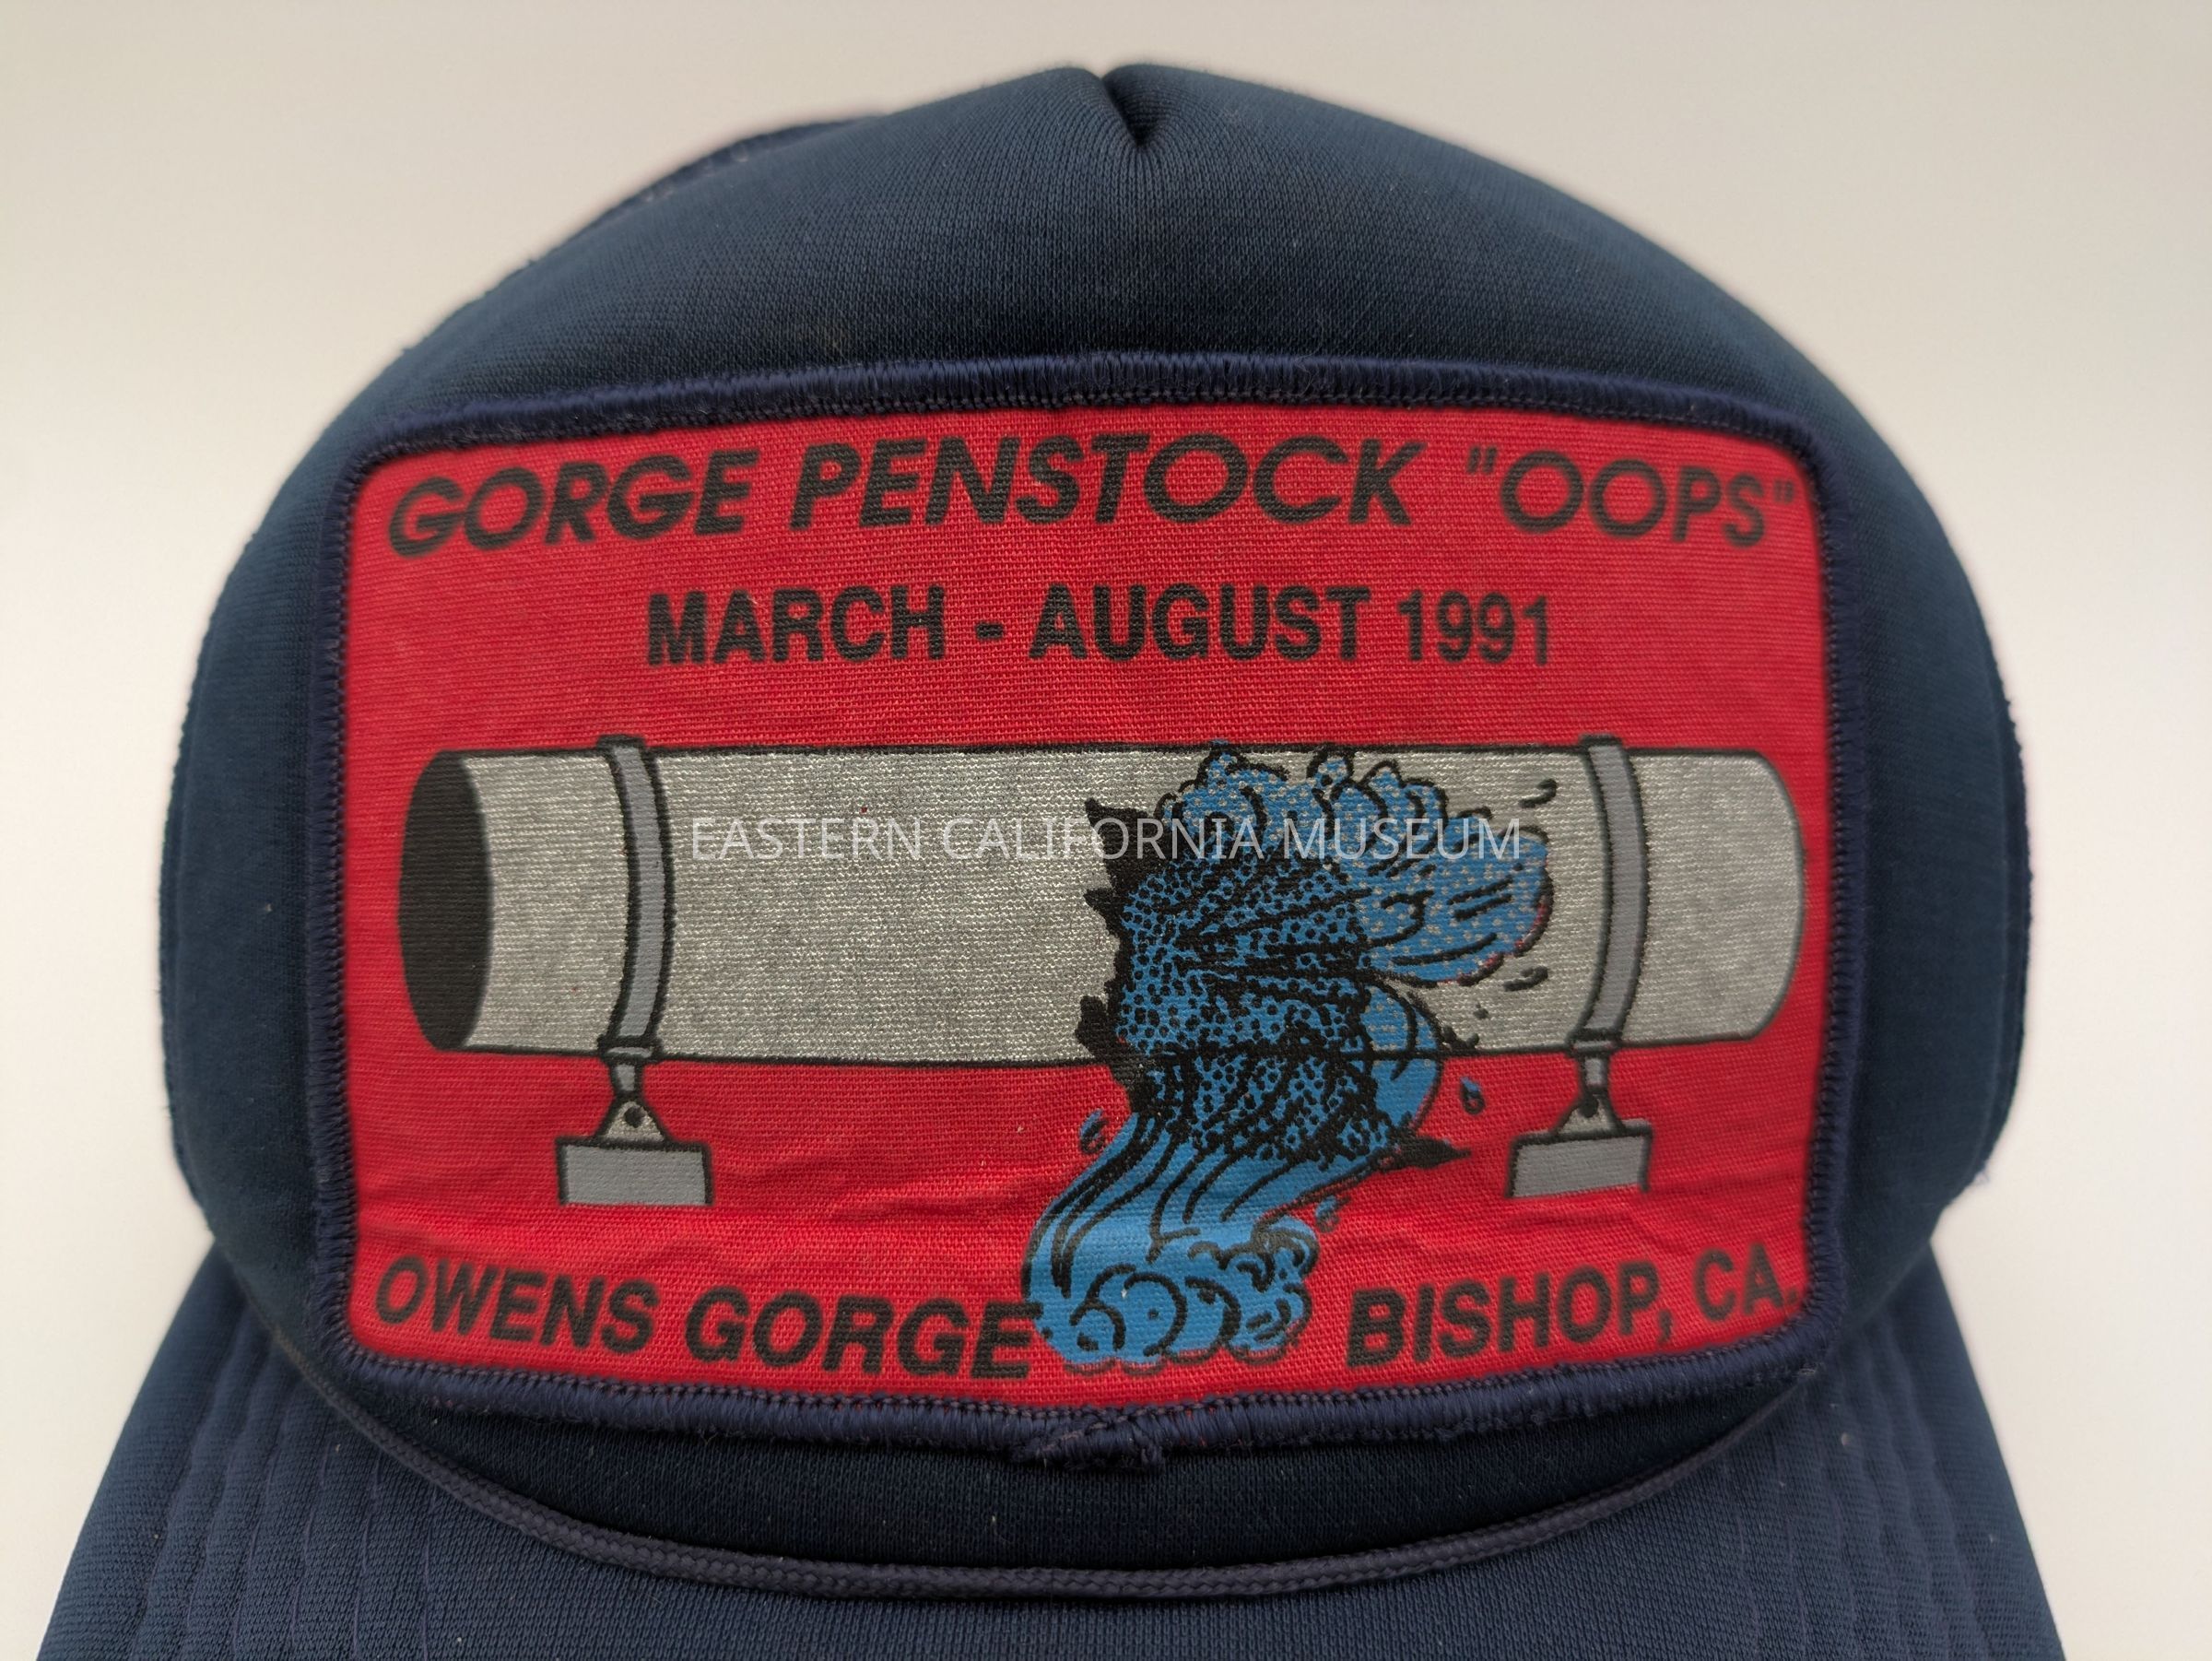 GORGE PENSTOCK "OOPS"
MARCH - AUGUST 1991
EASTERN CALIFORNIA MUSEUM
OWENS GORGE BISHOP, CA.